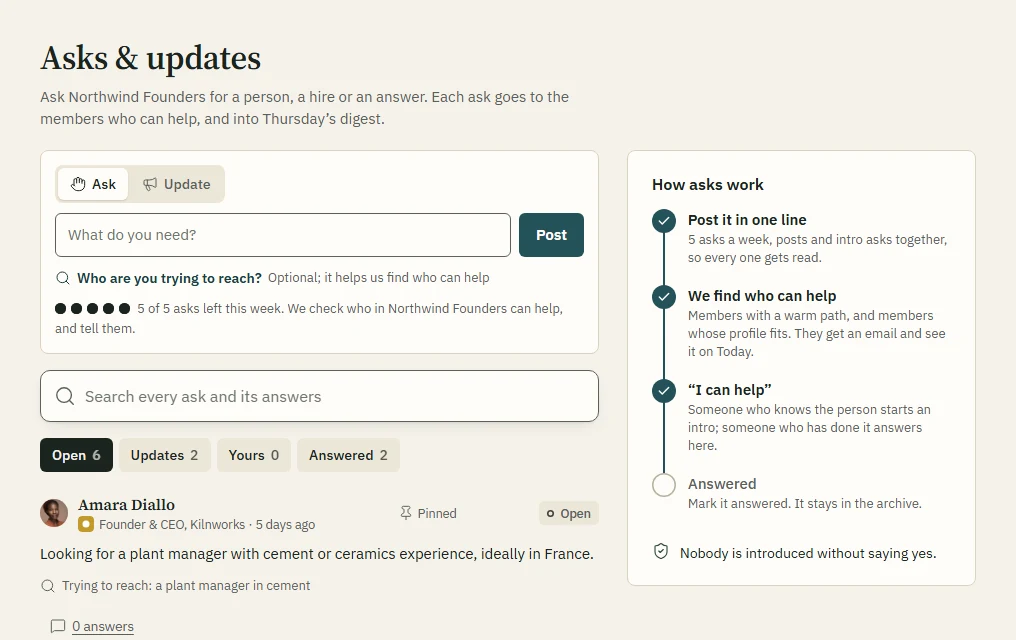 Asks & updates
Ask Northwind Founders for a person, a hire or an answer. Each ask goes to the
members who can help, and into Thursday’s digest.
Ask
Update
What do you need?
Post
Who are you trying to reach? Optional; it helps us find who can help
5 of 5 asks left this week. We check who in Northwind Founders can help,
and tell them.
Search every ask and its answers
Open 6
Updates 2
Yours 0
Answered 2
Amara Diallo
Founder & CEO, Kilnworks · 5 days ago
Pinned
Open
Looking for a plant manager with cement or ceramics experience, ideally in France.
Trying to reach: a plant manager in cement
0 answers
How asks work
Post it in one line
5 asks a week, posts and intro asks together,
so every one gets read.
We find who can help
Members with a warm path, and members
whose profile fits. They get an email and see
it on Today.
“I can help”
Someone who knows the person starts an
intro; someone who has done it answers
here.
Answered
Mark it answered. It stays in the archive.
Nobody is introduced without saying yes.